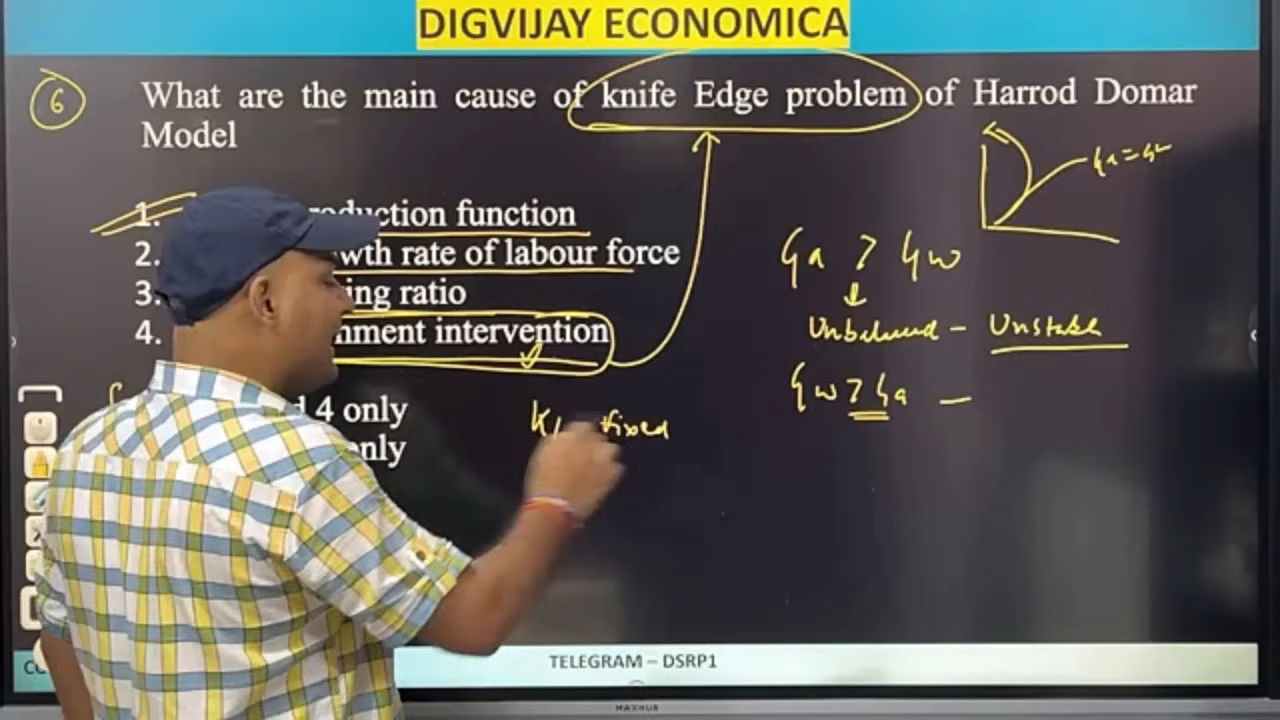 DIGVIJAY ECONOMICA
6 What are the main cause of knife Edge problem of Harrod Domar
Model
Ga = Gw
1. roduction function
2. wth rate of labour force
3. ing ratio
4. nment intervention
Ga > Gw
Unbalanced - Unstable
Gw > Ga -
4 only
only
K fixed
TELEGRAM – DSRP1
MAXHUB